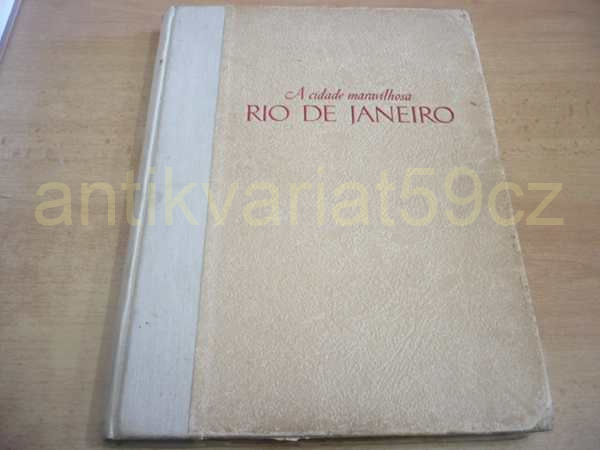 A cidade maravilhosa
RIO DE JANEIRO
antikvariat59cz